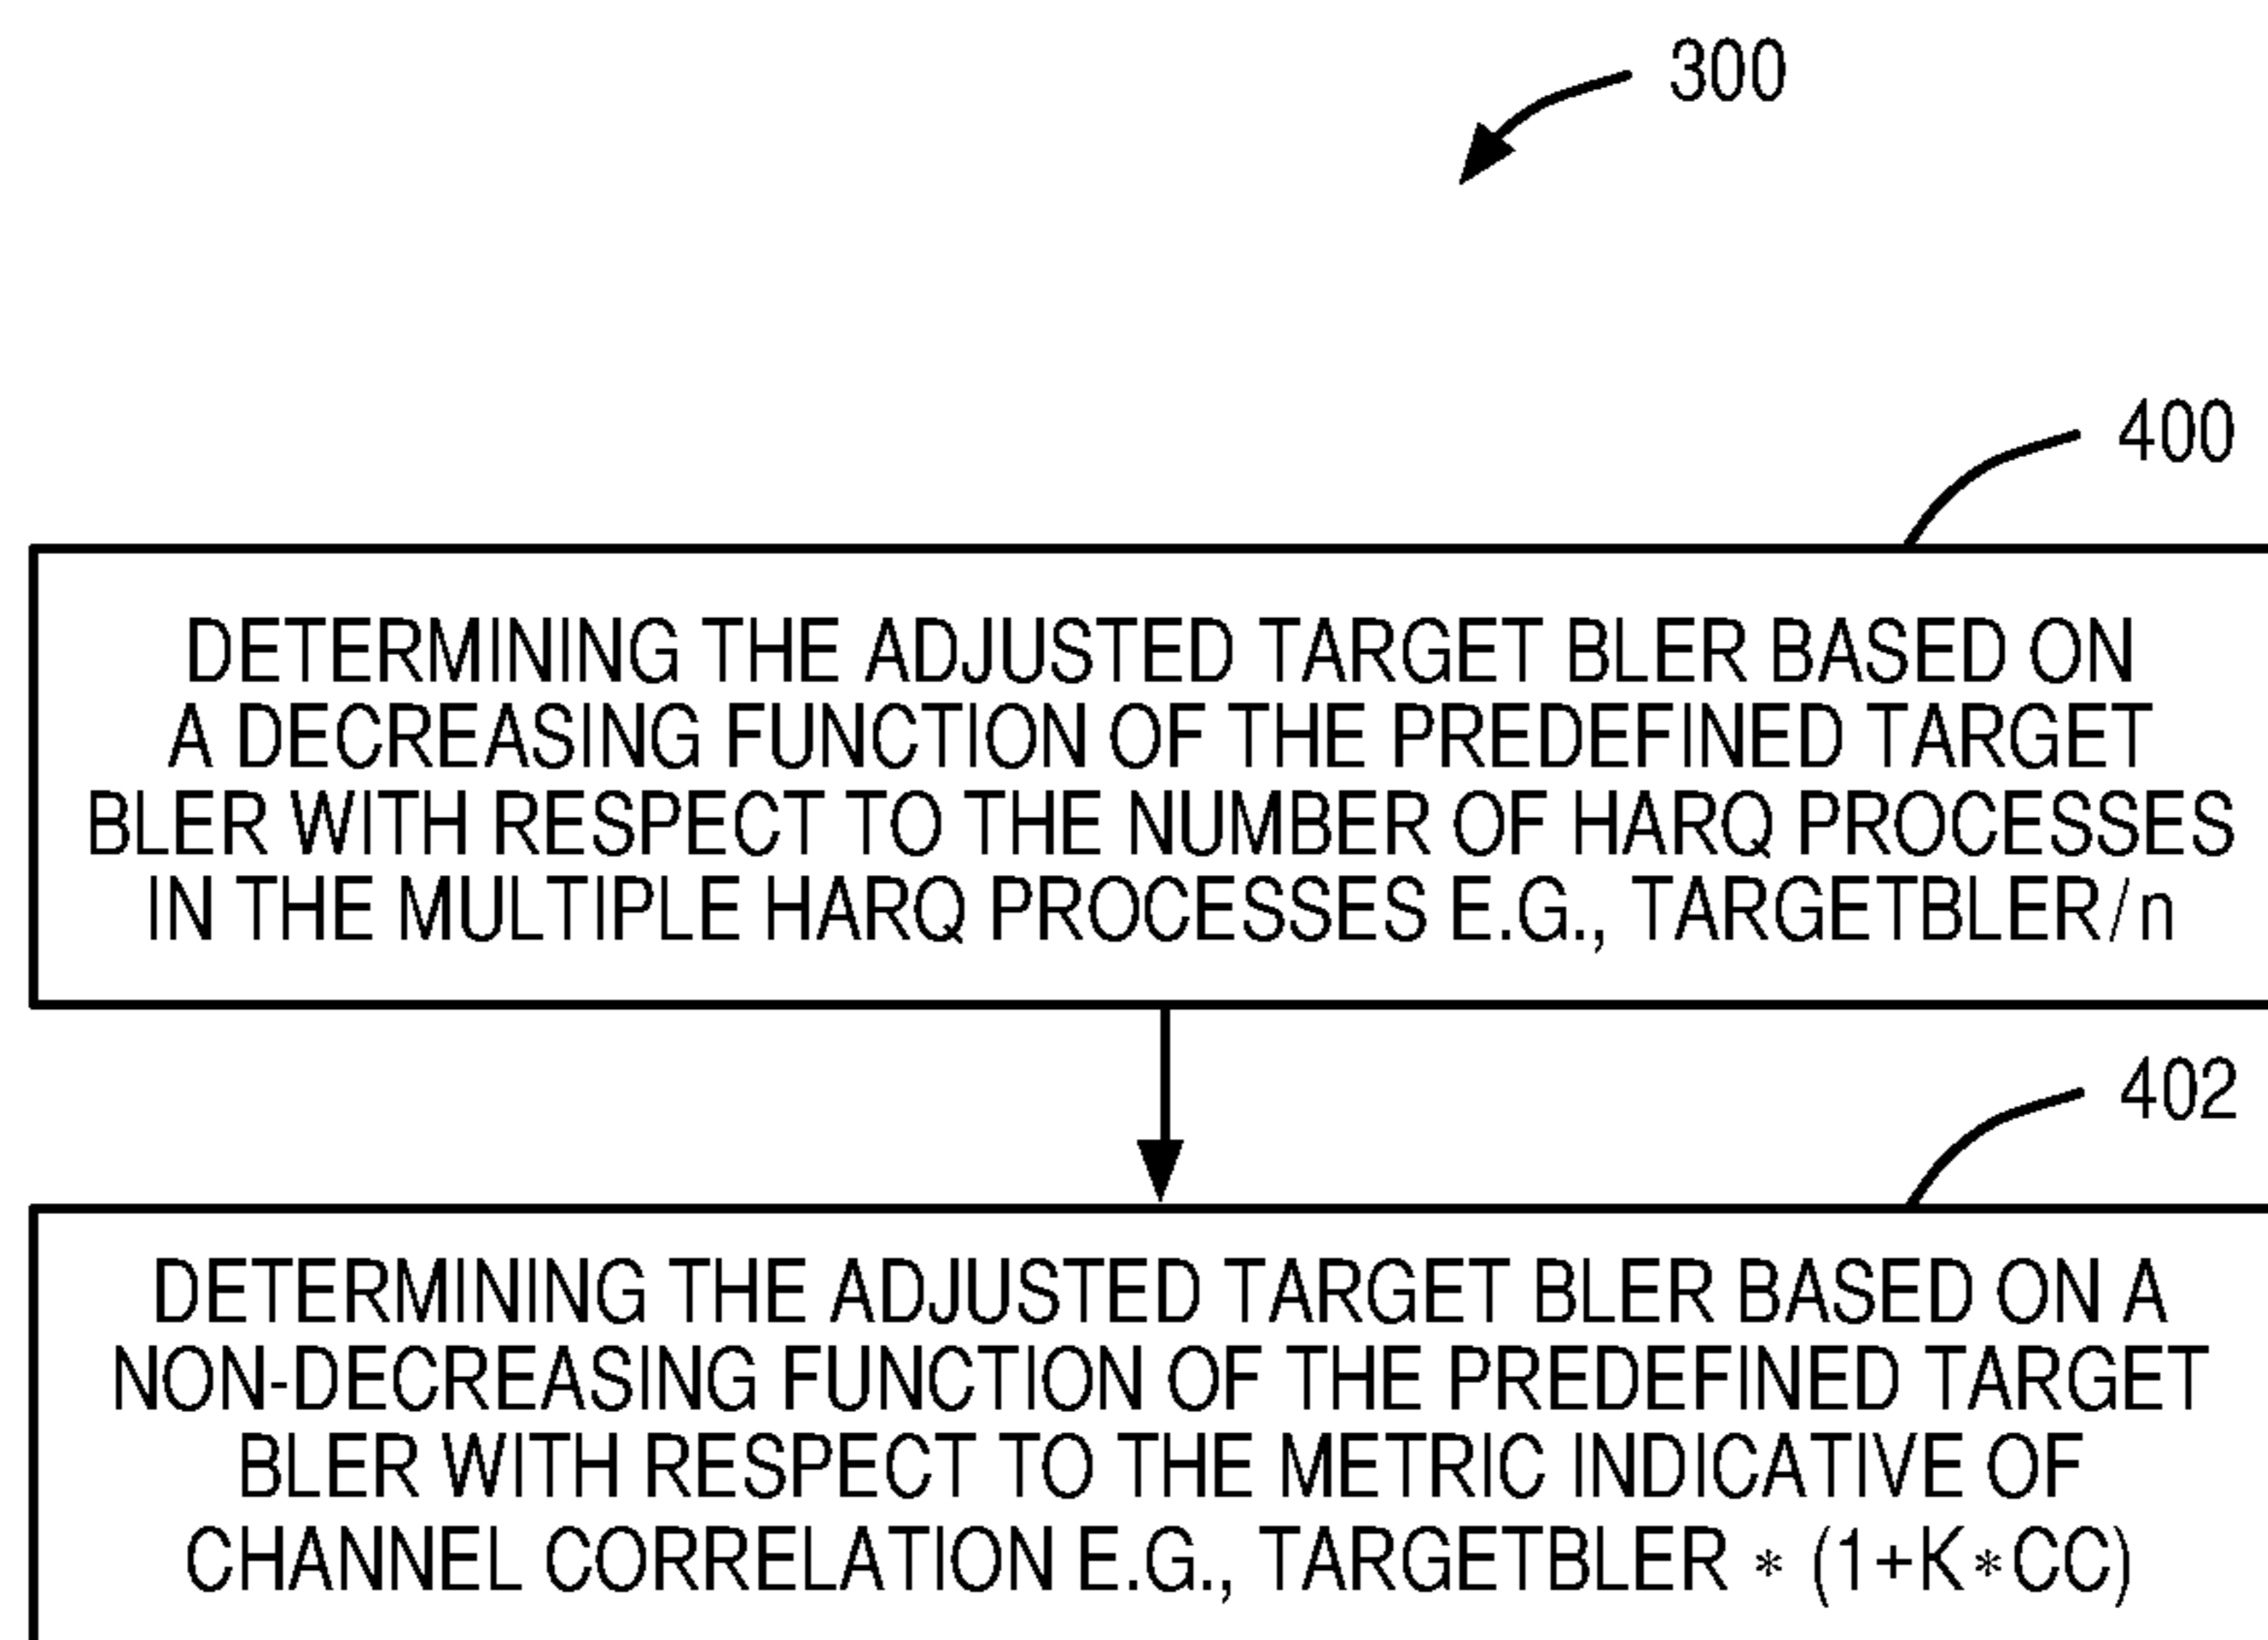 300
400
DETERMINING THE ADJUSTED TARGET BLER BASED ON
A DECREASING FUNCTION OF THE PREDEFINED TARGET
BLER WITH RESPECT TO THE NUMBER OF HARQ PROCESSES
IN THE MULTIPLE HARQ PROCESSES E.G., TARGETBLER/n
402
DETERMINING THE ADJUSTED TARGET BLER BASED ON A
NON-DECREASING FUNCTION OF THE PREDEFINED TARGET
BLER WITH RESPECT TO THE METRIC INDICATIVE OF
CHANNEL CORRELATION E.G., TARGETBLER * (1+K*CC)